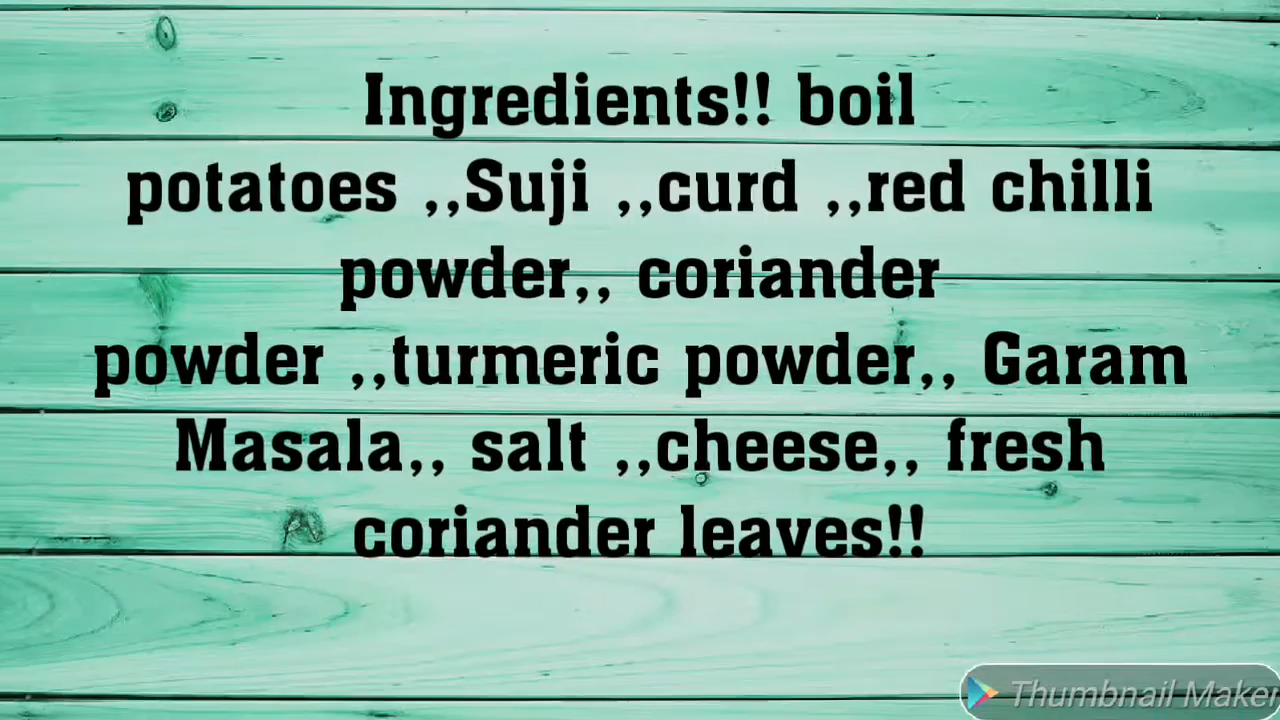 Ingredients!! boil
potatoes ,,Suji ,,curd ,,red chilli
powder,, coriander
powder ,,turmeric powder,, Garam
Masala,, salt ,,cheese,, fresh
coriander leaves!!
Thumbnail Maker